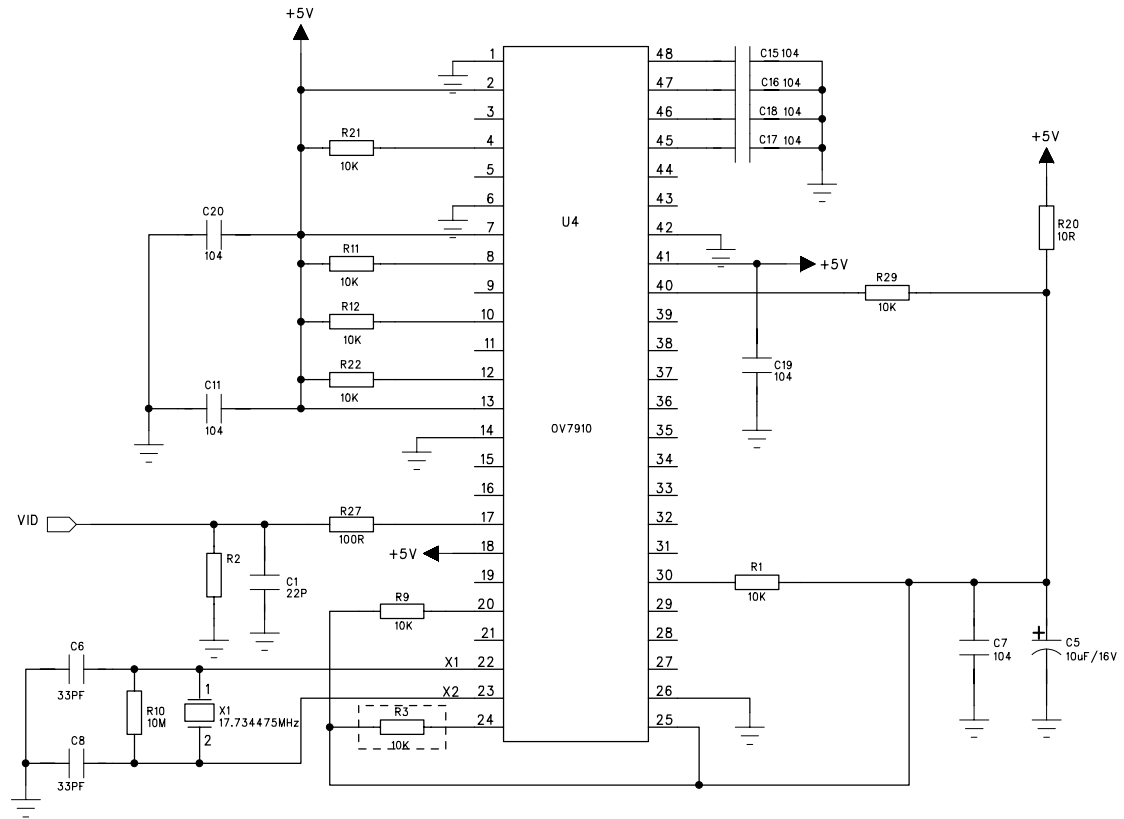 +5V
1
2
3
4
5
6
7
8
9
10
11
12
13
14
15
16
17
18
19
20
21
22
23
24
48
47
46
45
44
43
42
41
40
39
38
37
36
35
34
33
32
31
30
29
28
27
26
25
U4
OV7910
C15 104
C16 104
C18 104
C17 104
R21
10K
C20
104
R11
10K
R12
10K
R22
10K
C11
104
+5V
R20
10R
+5V
R29
10K
C19
104
VID
R27
100R
R2
C1
22P
+5V
R9
10K
R1
10K
C7
104
+
C5
10uF/16V
C6
33PF
X1
X2
R10
10M
1
X1
17.734475MHz
2
R3
10K
C8
33PF